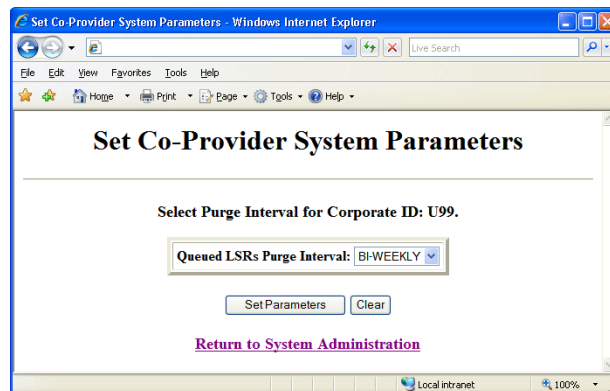 Set Co-Provider System Parameters - Windows Internet Explorer
Live Search
File Edit View Favorites Tools Help
Home Print Page Tools Help
Set Co-Provider System Parameters
Select Purge Interval for Corporate ID: U99.
Queued LSRs Purge Interval: BI-WEEKLY
Set Parameters Clear
Return to System Administration
Local intranet 100%